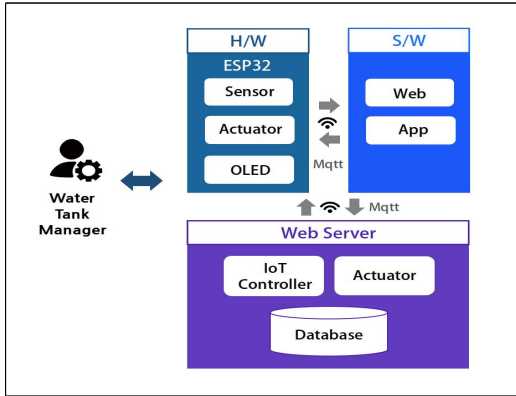 H/W
ESP32
Sensor
Actuator
OLED
S/W
Web
App
Mqtt
Water
Tank
Manager
Mqtt
Web Server
IoT
Controller
Actuator
Database